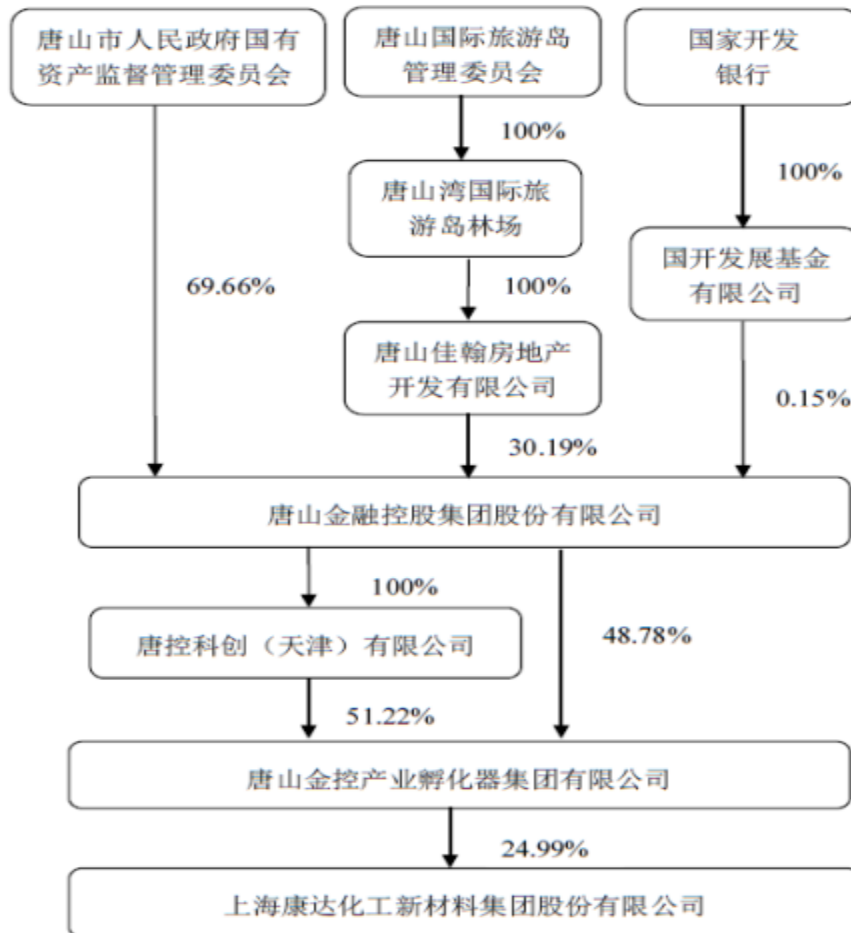 唐山市人民政府国有
资产监督管理委员会
唐山国际旅游岛
管理委员会
国家开发
银行
100%
100%
唐山湾国际旅
游岛林场
国开发展基金
有限公司
69.66%
100%
唐山佳翰房地产
开发有限公司
0.15%
30.19%
唐山金融控股集团股份有限公司
100%
48.78%
唐控科创（天津）有限公司
51.22%
唐山金控产业孵化器集团有限公司
24.99%
上海康达化工新材料集团股份有限公司